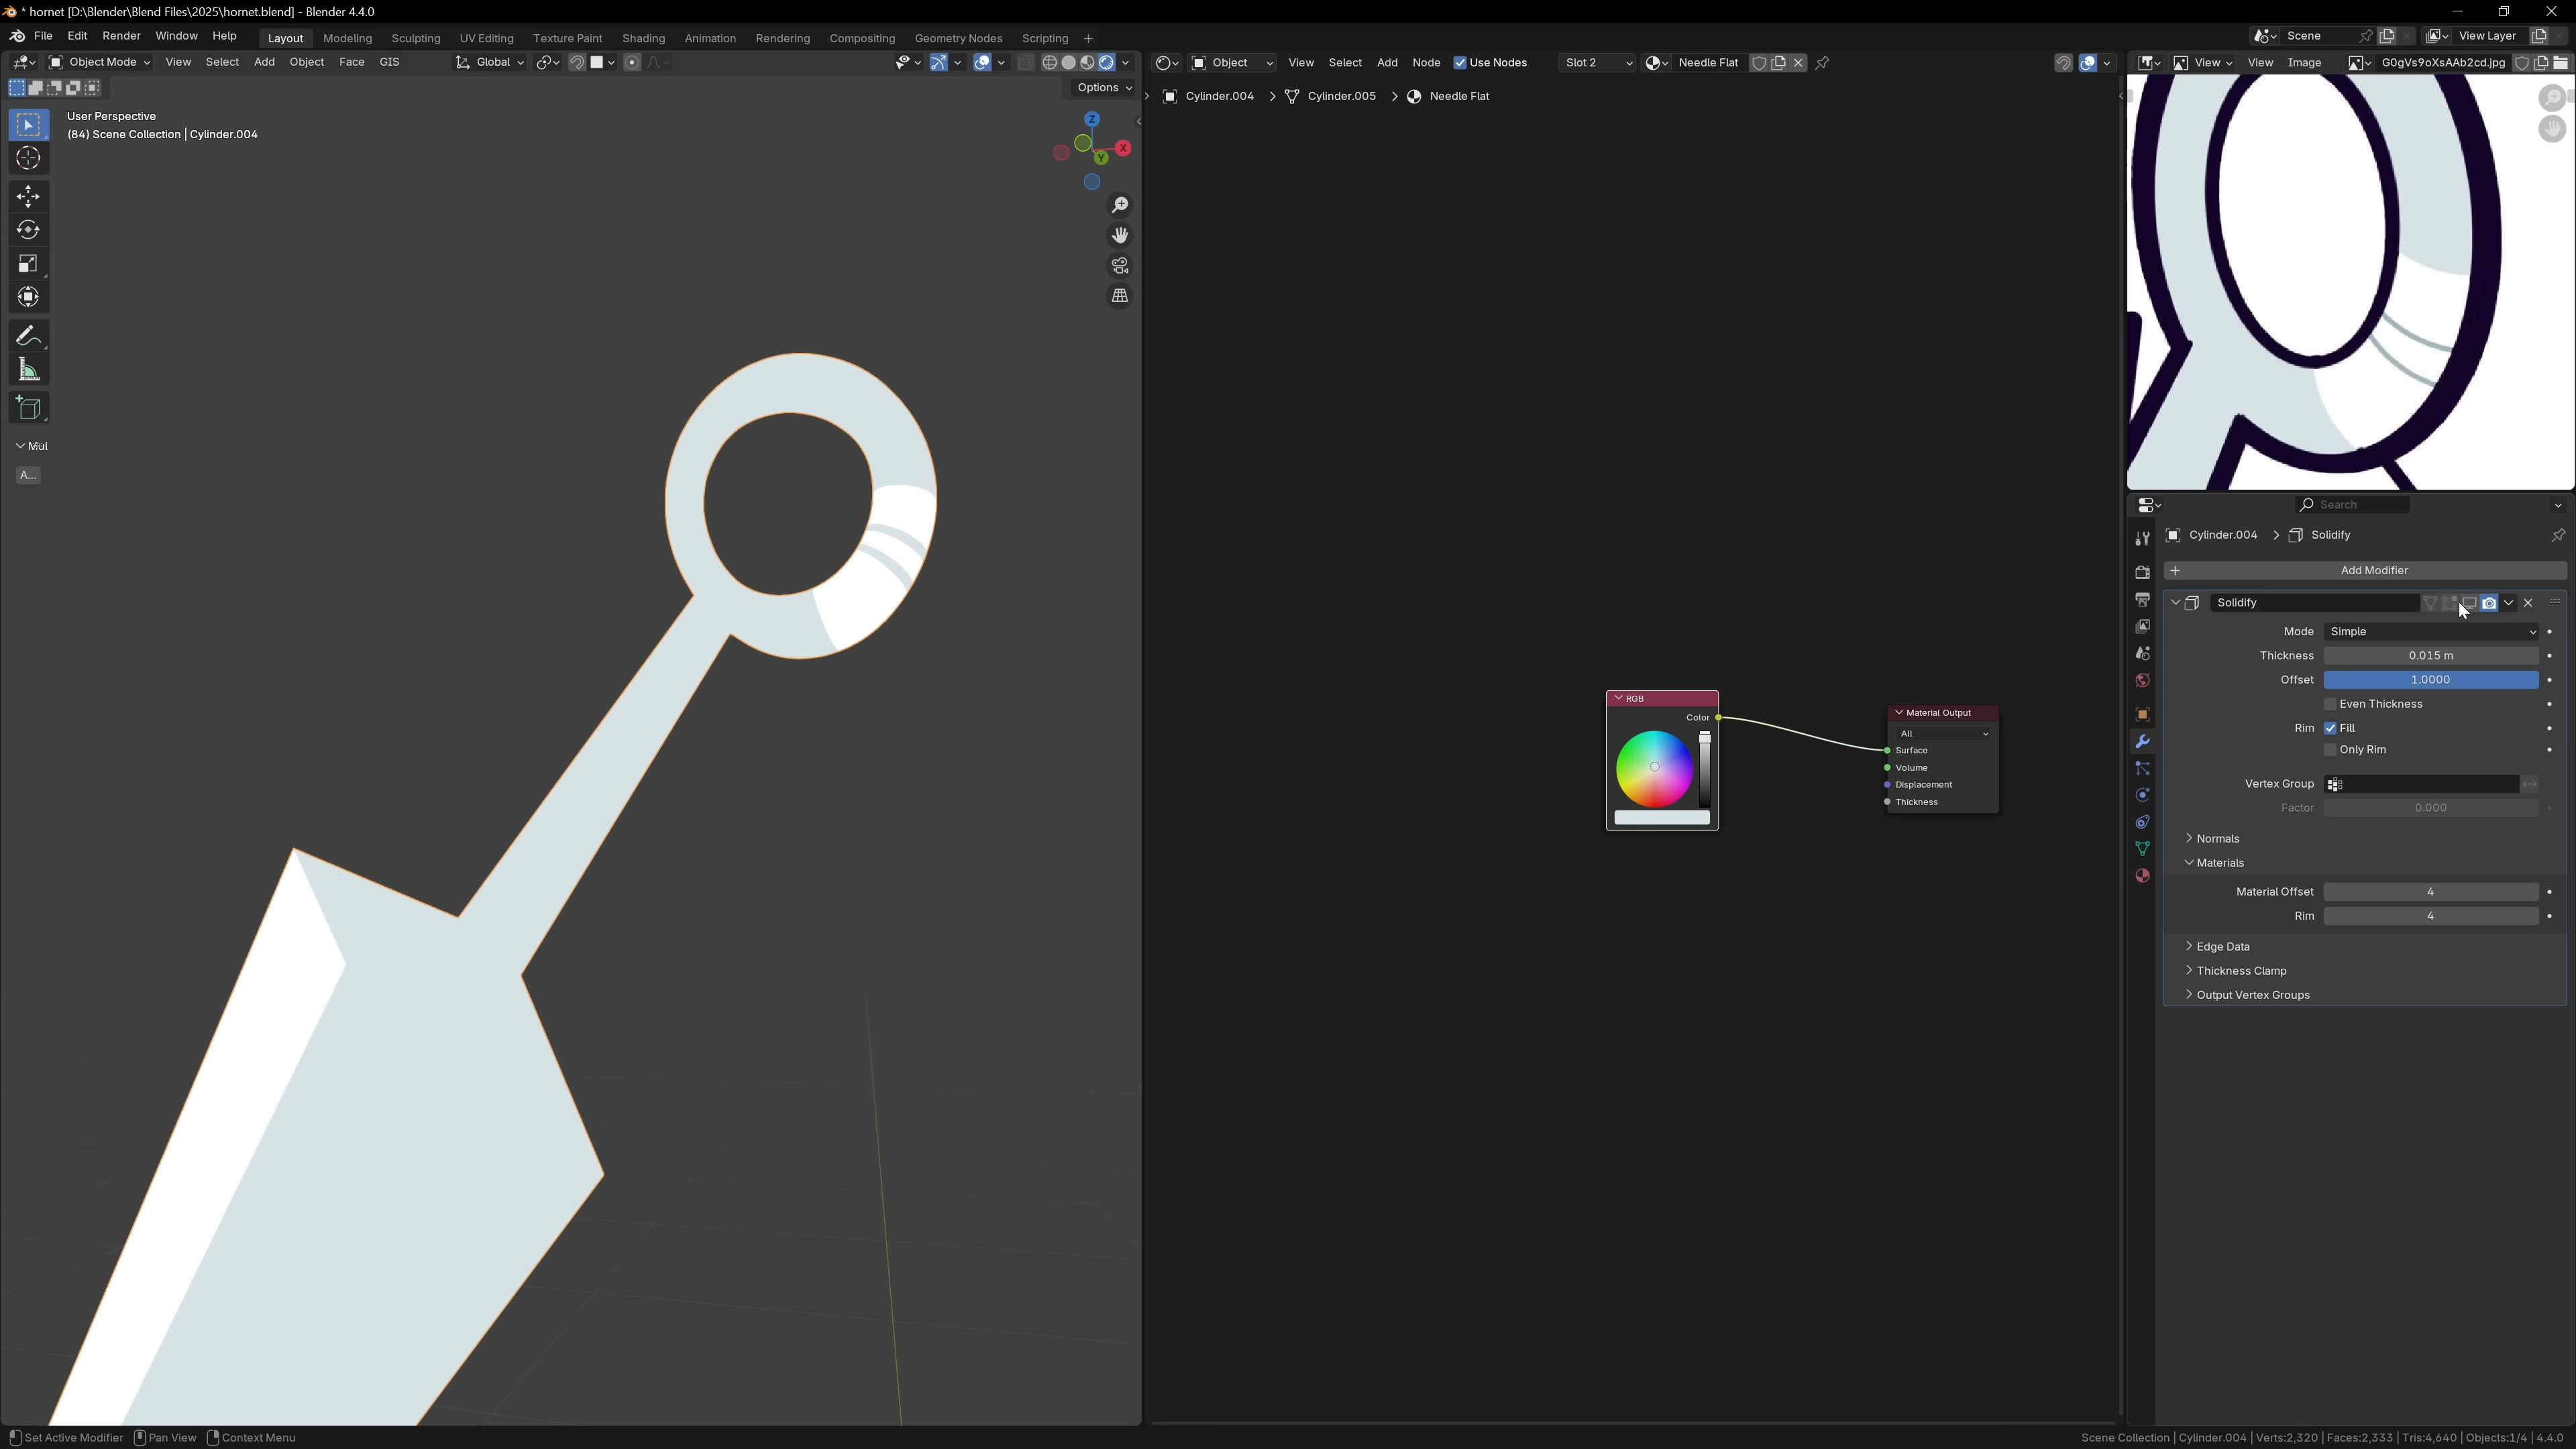 * hornet [D:\Blender\Blend Files\2025\hornet.blend] - Blender 4.4.0
File Edit Render Window Help Layout Modeling Sculpting UV Editing Texture Paint Shading Animation Rendering Compositing Geometry Nodes Scripting + Scene View Layer
Object Mode View Select Add Object Face GIS Global
Object View Select Add Node Use Nodes Slot 2 Needle Flat
View View Image G0gVs9oXsAAb2cd.jpg
Options
Cylinder.004 > Cylinder.005 > Needle Flat
User Perspective
(84) Scene Collection | Cylinder.004
Z
X
Y
Mul
A...
RGB
Color
Material Output
All
Surface
Volume
Displacement
Thickness
Search
Cylinder.004 > Solidify
+ Add Modifier
Solidify
Mode Simple
Thickness 0.015 m
Offset 1.0000
Even Thickness
Rim Fill
Only Rim
Vertex Group
Factor 0.000
Normals
Materials
Material Offset 4
Rim 4
Edge Data
Thickness Clamp
Output Vertex Groups
Set Active Modifier Pan View Context Menu
Scene Collection | Cylinder.004 | Verts:2,320 | Faces:2,333 | Tris:4,640 | Objects:1/4 | 4.4.0